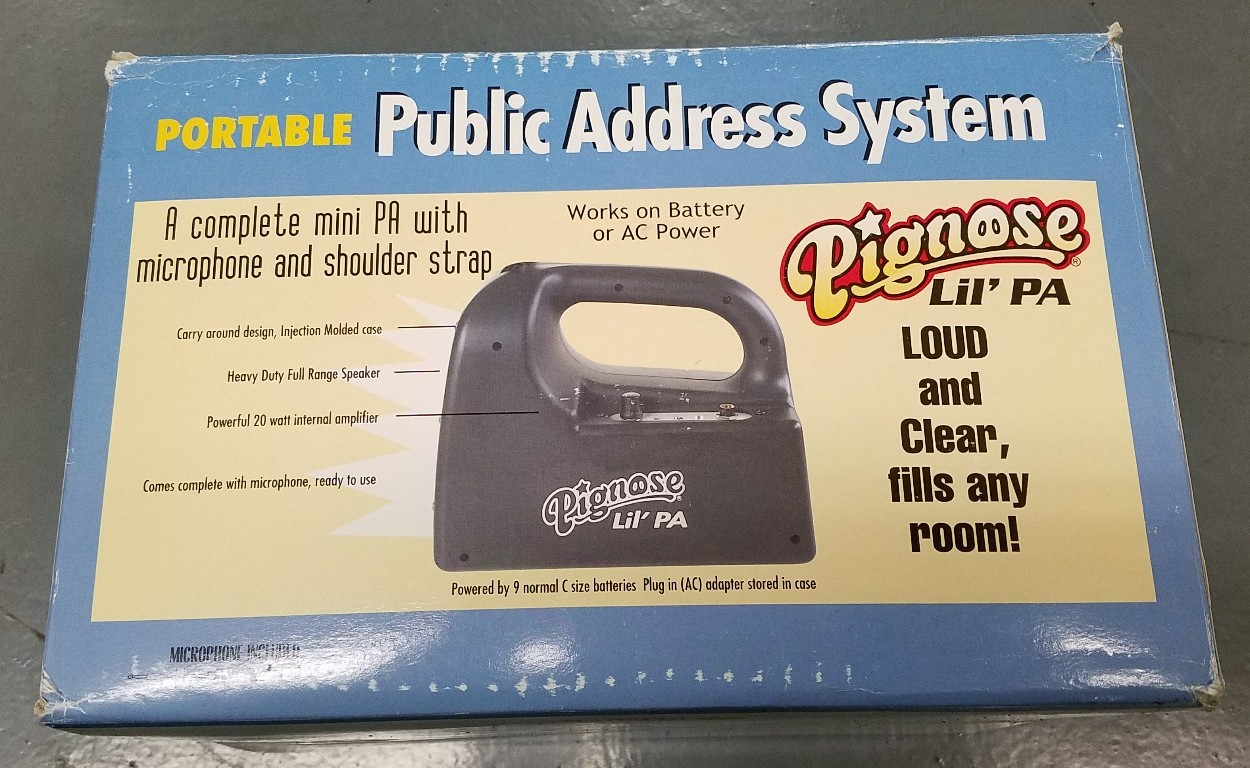 PORTABLE Public Address System
A complete mini PA with
microphone and shoulder strap
Works on Battery
or AC Power
Pignose®
Lil' PA
Carry around design, Injection Molded case
Heavy Duty Full Range Speaker
Powerful 20 watt internal amplifier
Comes complete with microphone, ready to use
LOUD
and
Clear,
fills any
room!
Pignose®
Lil' PA
Powered by 9 normal C size batteries Plug in (AC) adapter stored in case
MICROPHONE INCLUDED